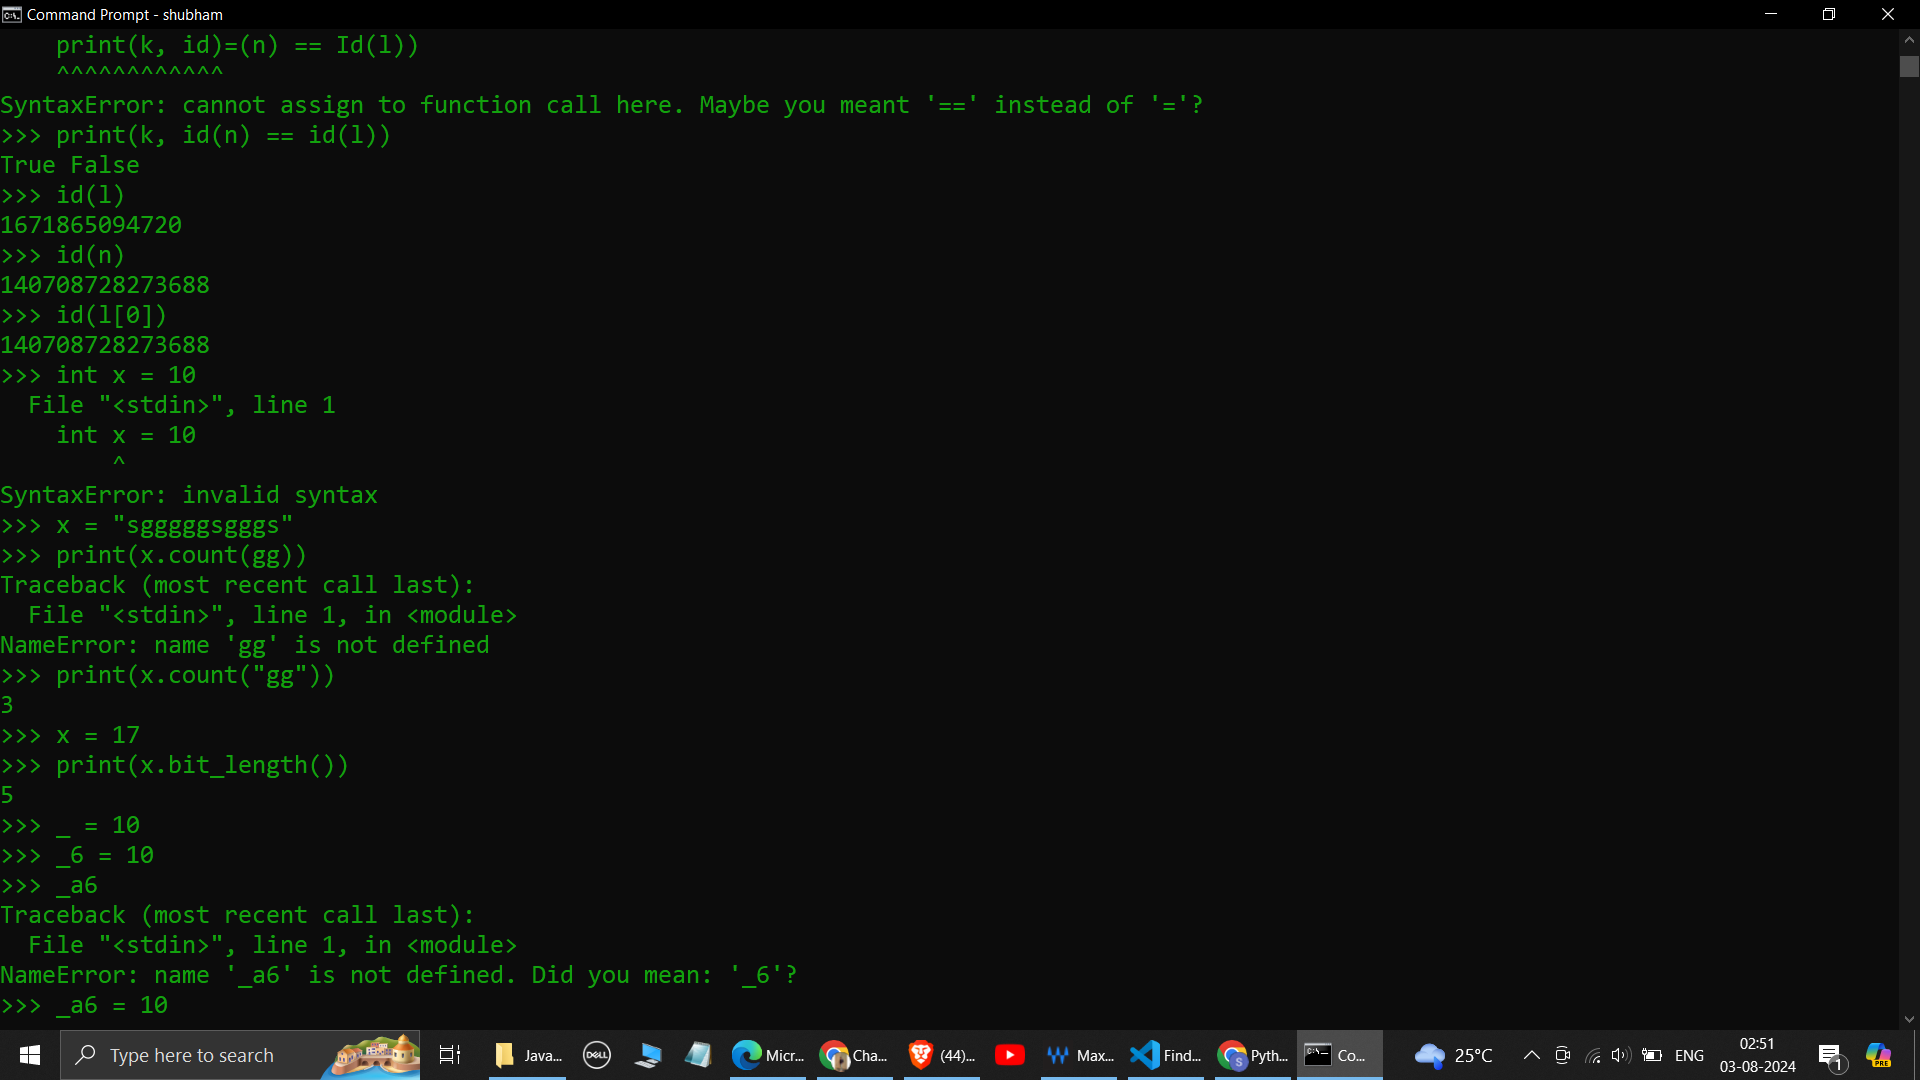 Command Prompt - shubham
    print(k, id)=(n) == Id(l))
    ^^^^^^^^^^^^
SyntaxError: cannot assign to function call here. Maybe you meant '==' instead of '='?
>>> print(k, id(n) == id(l))
True False
>>> id(l)
1671865094720
>>> id(n)
140708728273688
>>> id(l[0])
140708728273688
>>> int x = 10
  File "<stdin>", line 1
    int x = 10
        ^
SyntaxError: invalid syntax
>>> x = "sgggggsgggs"
>>> print(x.count(gg))
Traceback (most recent call last):
  File "<stdin>", line 1, in <module>
NameError: name 'gg' is not defined
>>> print(x.count("gg"))
3
>>> x = 17
>>> print(x.bit_length())
5
>>> _ = 10
>>> _6 = 10
>>> _a6
Traceback (most recent call last):
  File "<stdin>", line 1, in <module>
NameError: name '_a6' is not defined. Did you mean: '_6'?
>>> _a6 = 10
Type here to search
Java...
DELL
Micr...
Cha...
(44)...
Max...
Find...
S
Pyth...
Co...
25°C
ENG
02:51
03-08-2024
1
PRE